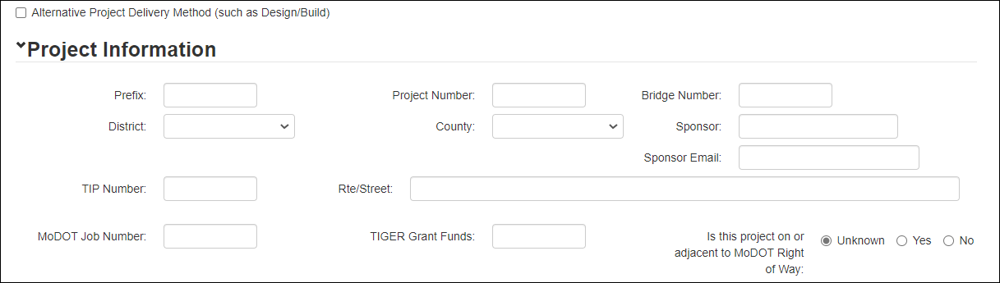 Alternative Project Delivery Method (such as Design/Build)
Project Information
Prefix: Project Number: Bridge Number:
District: County: Sponsor:
Sponsor Email:
TIP Number: Rte/Street:
MoDOT Job Number: TIGER Grant Funds: Is this project on or
adjacent to MoDOT Right
of Way:
Unknown Yes No